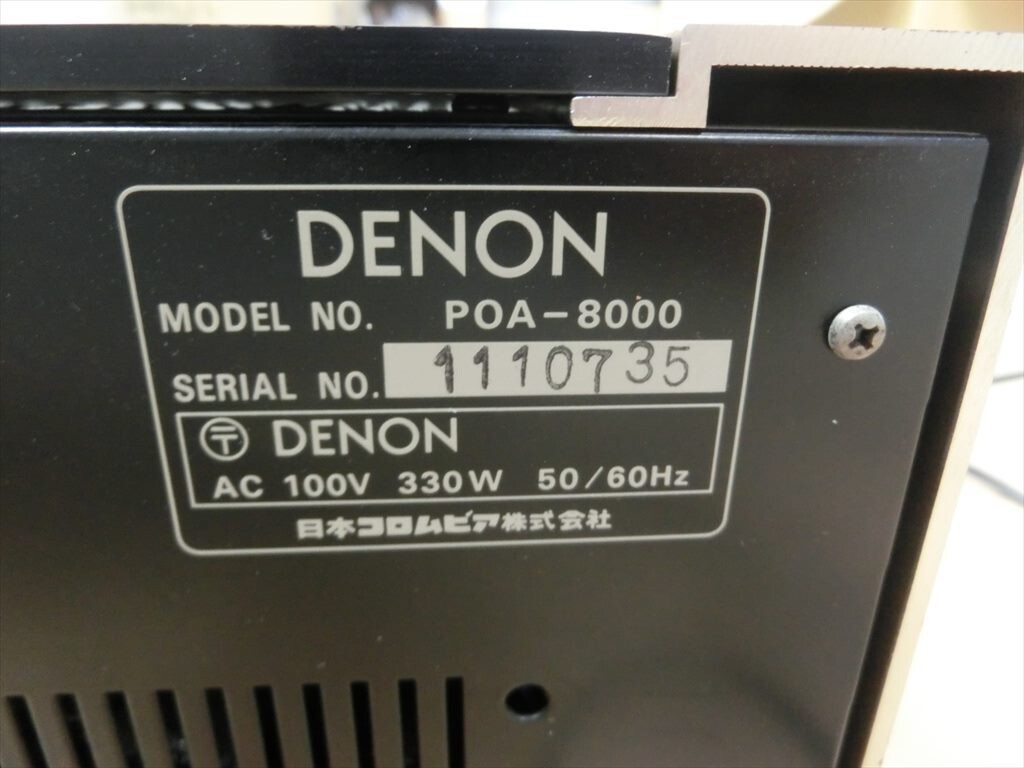 DENON
MODEL NO. POA-8000
SERIAL NO. 1110735
〒 DENON
AC 100V 330W 50/60Hz
日本コロムビア株式会社